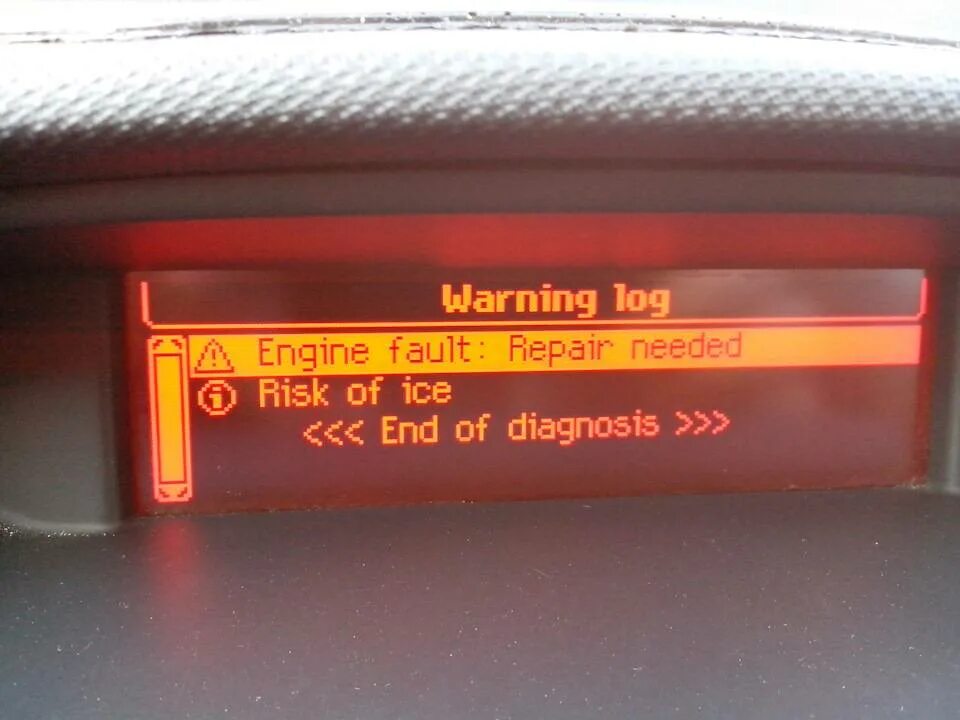 Warning log
Engine fault: Repair needed
Risk of ice
<<< End of diagnosis >>>